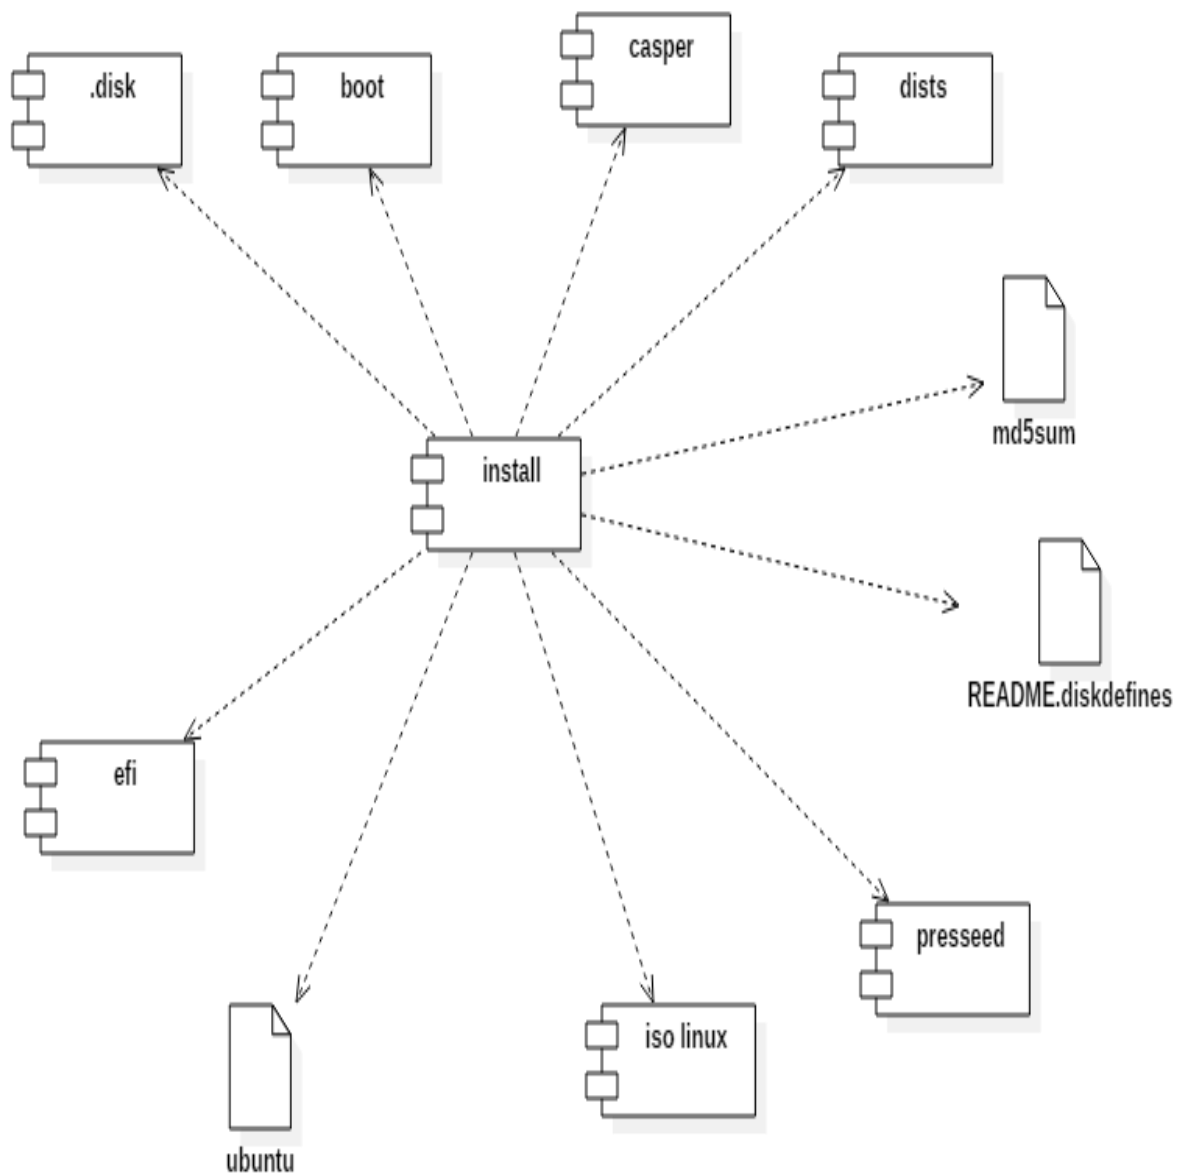 casper
.disk
boot
dists
md5sum
install
README.diskdefines
efi
presseed
iso linux
ubuntu